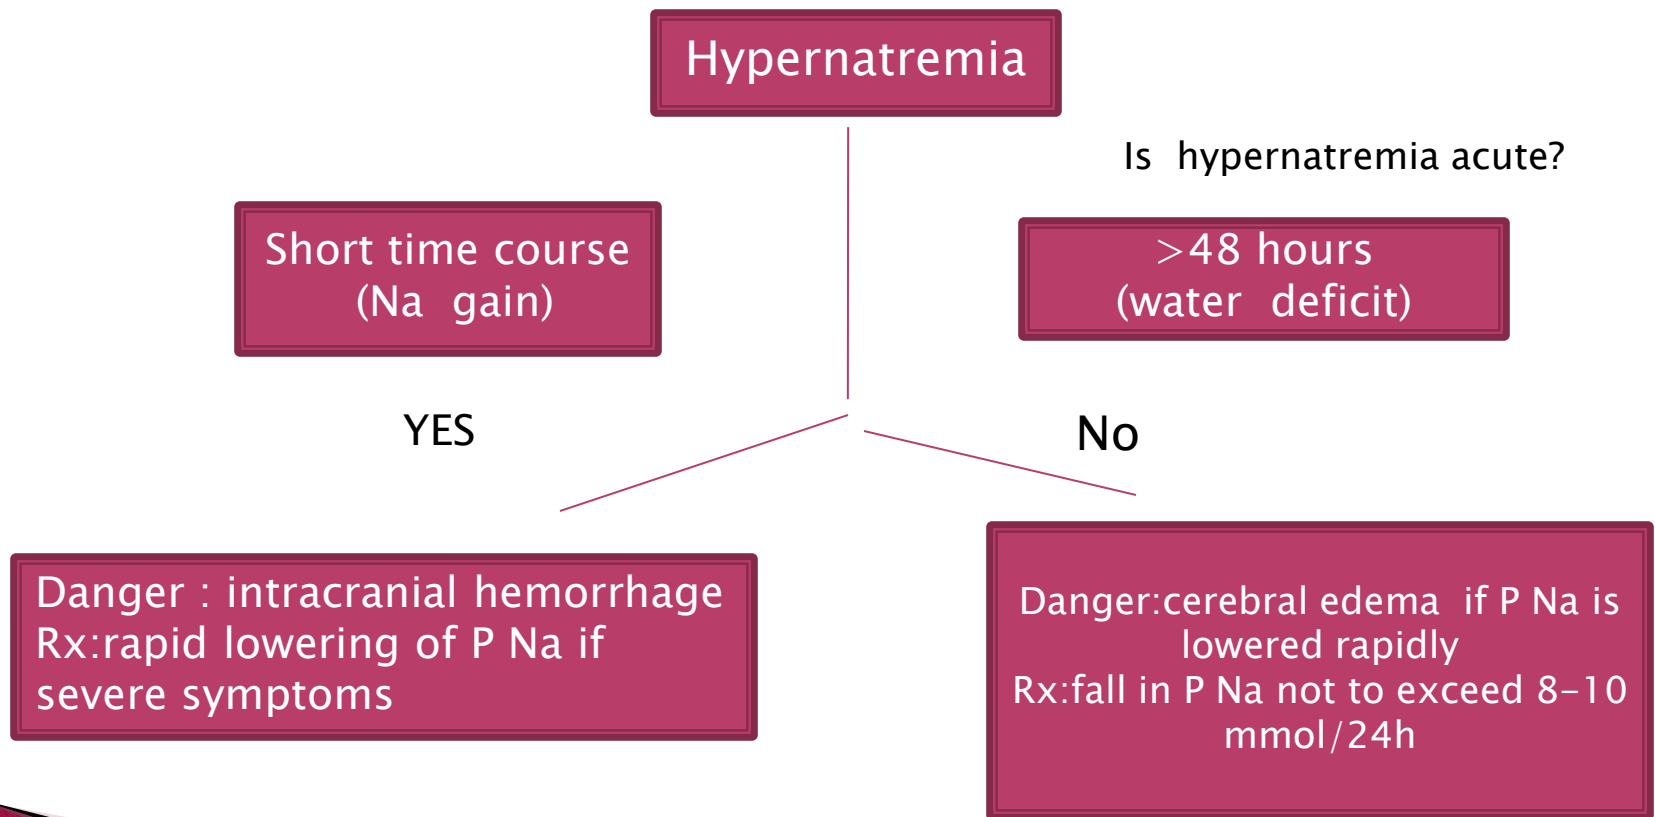 Hypernatremia
Is hypernatremia acute?
Short time course
(Na gain)
>48 hours
(water deficit)
YES
No
Danger : intracranial hemorrhage
Rx:rapid lowering of P Na if
severe symptoms
Danger:cerebral edema if P Na is
lowered rapidly
Rx:fall in P Na not to exceed 8-10
mmol/24h